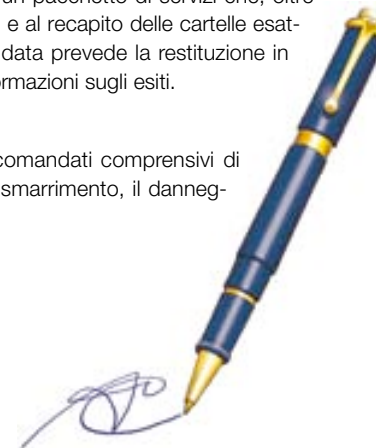 un pacchetto di servizi che, oltre
e al recapito delle cartelle esat-
data prevede la restituzione in
ormazioni sugli esiti.
comandati comprensivi di
smarrimento, il danneg-